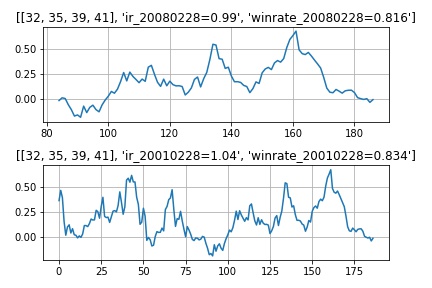 [[32, 35, 39, 41], 'ir_20080228=0.99', 'winrate_20080228=0.816']
0.50
0.25
0.00
80 100 120 140 160 180
[[32, 35, 39, 41], 'ir_20010228=1.04', 'winrate_20010228=0.834']
0.50
0.25
0.00
0 25 50 75 100 125 150 175